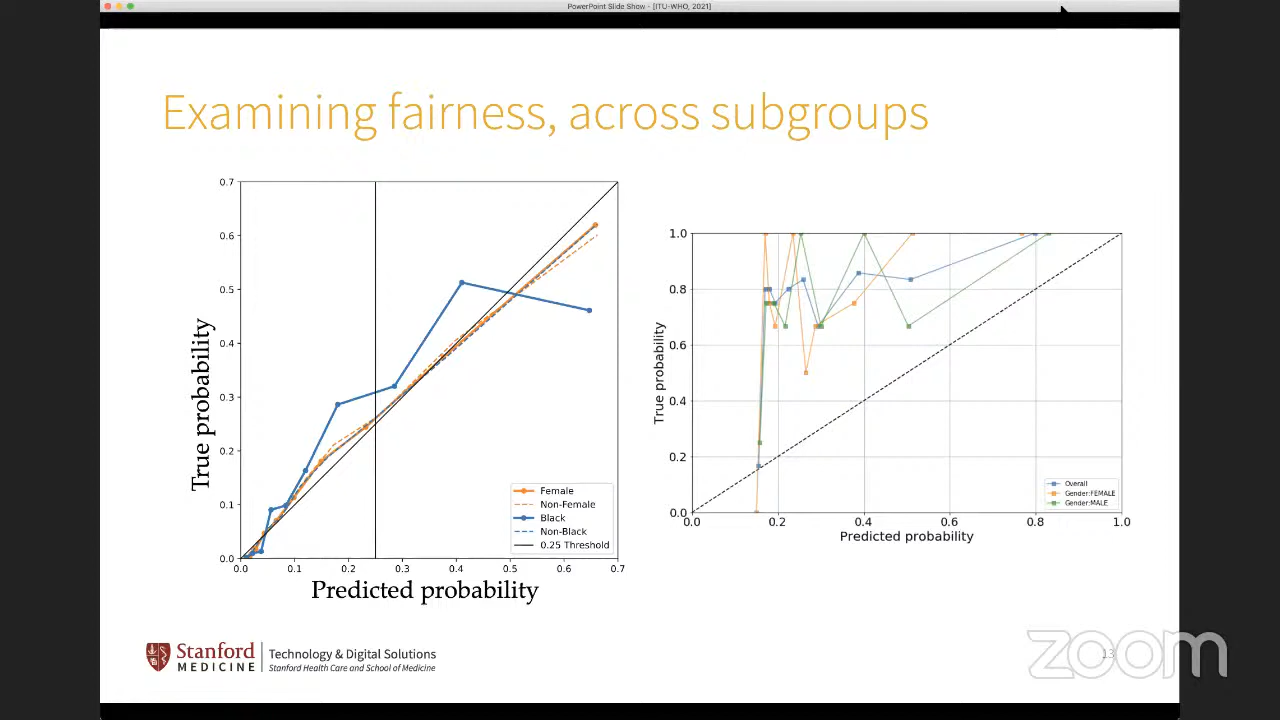 PowerPoint Slide Show - [ITU-WHO, 2021]
Examining fairness, across subgroups
True probability
0.7
0.6
0.5
0.4
0.3
0.2
0.1
0.0
0.0 0.1 0.2 0.3 0.4 0.5 0.6 0.7
Predicted probability
Female
Non-Female
Black
Non-Black
0.25 Threshold
True probability
1.0
0.8
0.6
0.4
0.2
0.0
0.0 0.2 0.4 0.6 0.8 1.0
Predicted probability
Overall
Gender:FEMALE
Gender:MALE
Stanford
MEDICINE
Technology & Digital Solutions
Stanford Health Care and School of Medicine
13
zoom